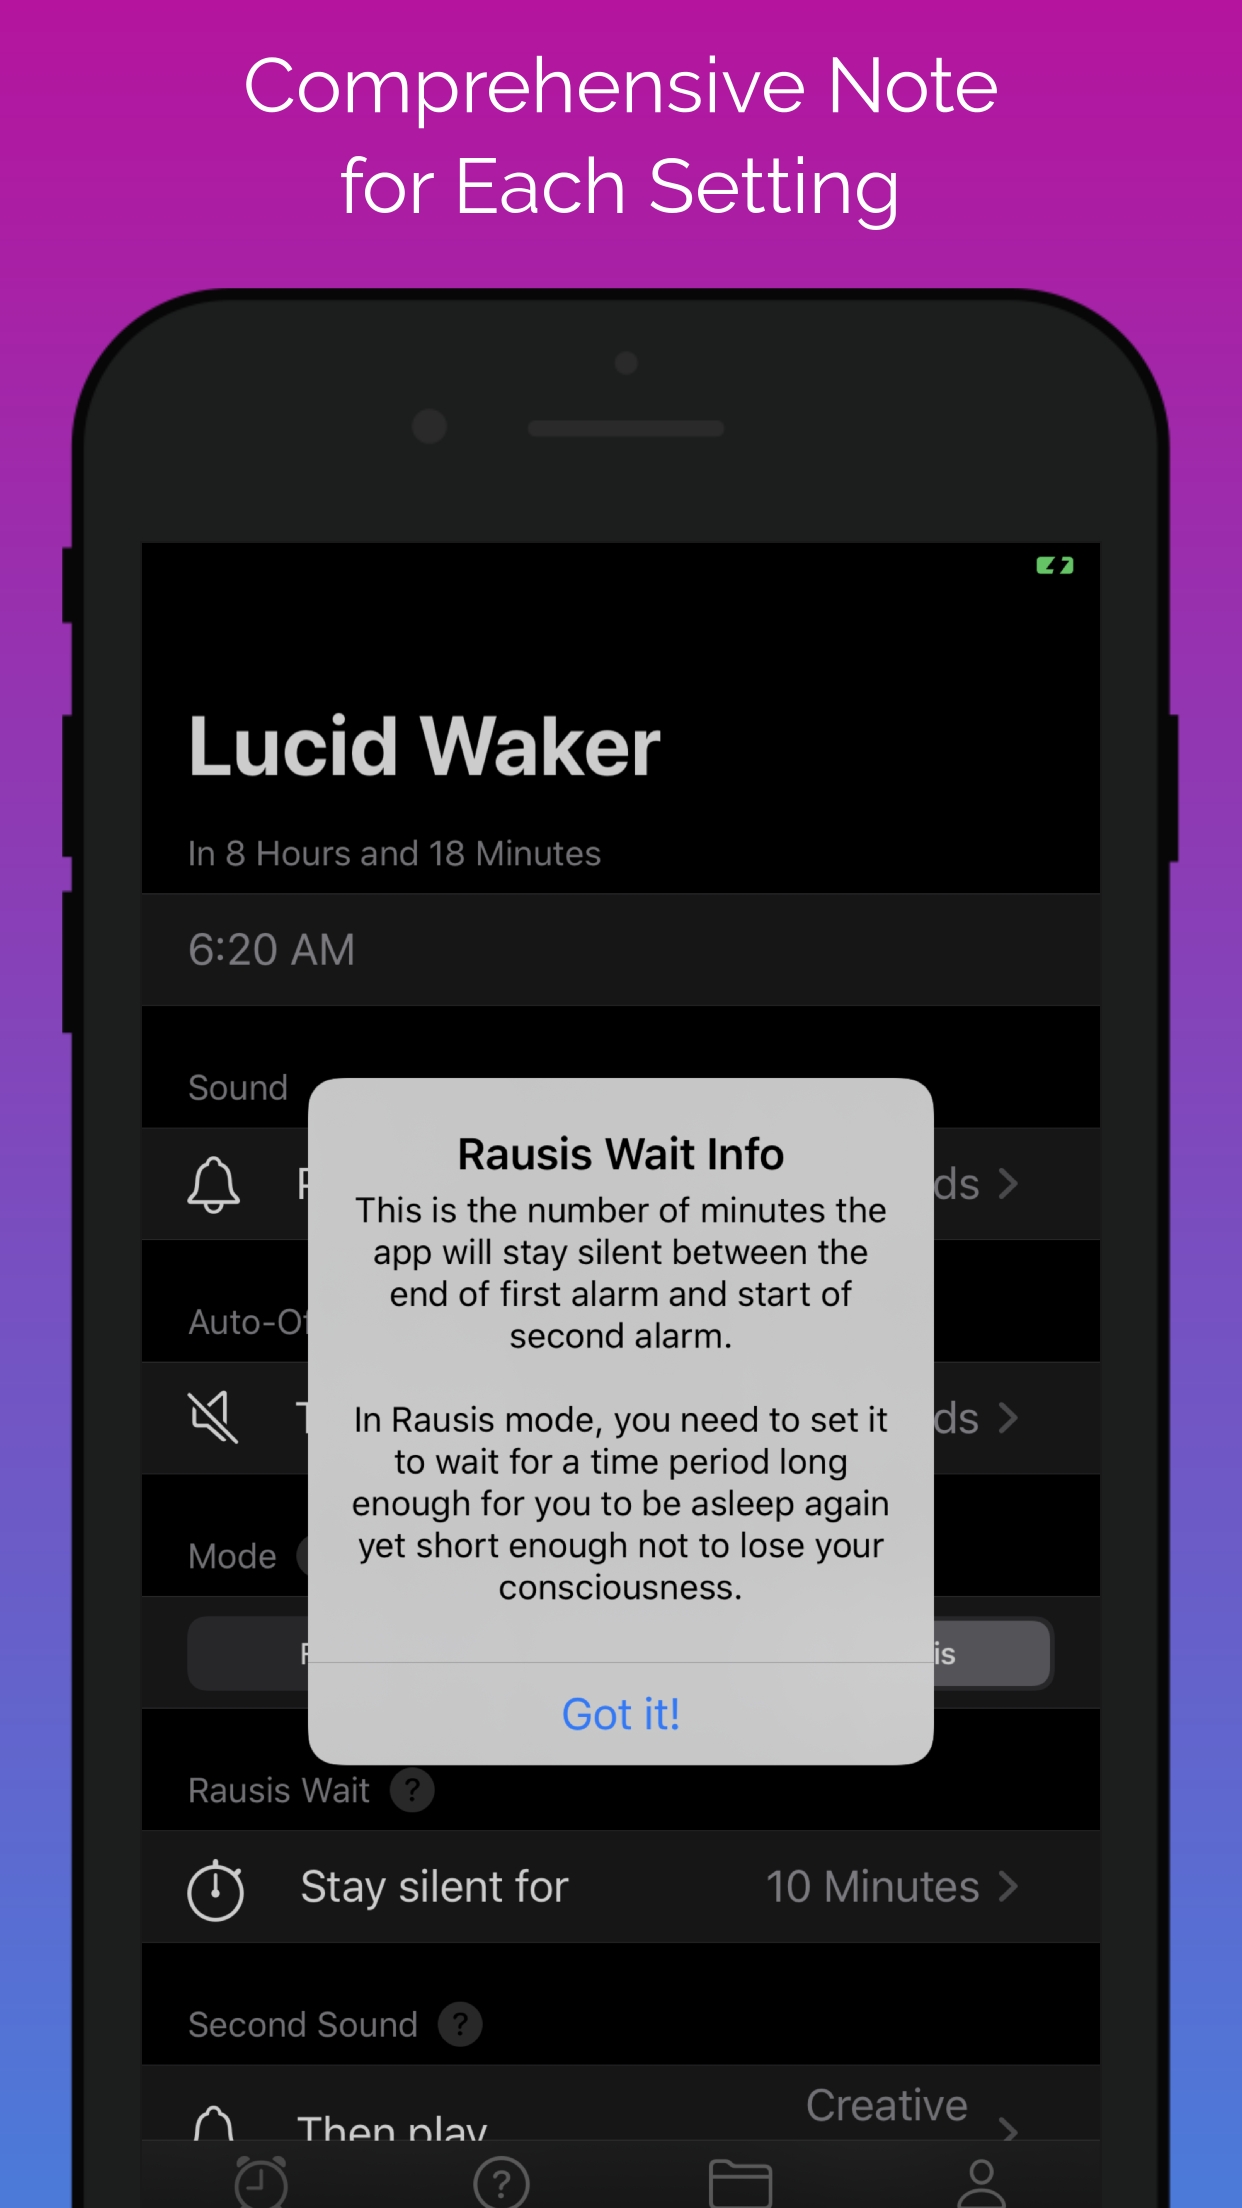 Comprehensive Note
for Each Setting
Lucid Waker
In 8 Hours and 18 Minutes
6:20 AM
Sound
Rausis Wait Info
This is the number of minutes the
app will stay silent between the
end of first alarm and start of
second alarm.
In Rausis mode, you need to set it
to wait for a time period long
enough for you to be asleep again
yet short enough not to lose your
consciousness.
Got it!
ds
Auto-Of
ds
Mode
is
Rausis Wait ?
Stay silent for 10 Minutes
Second Sound ?
Then play Creative
?